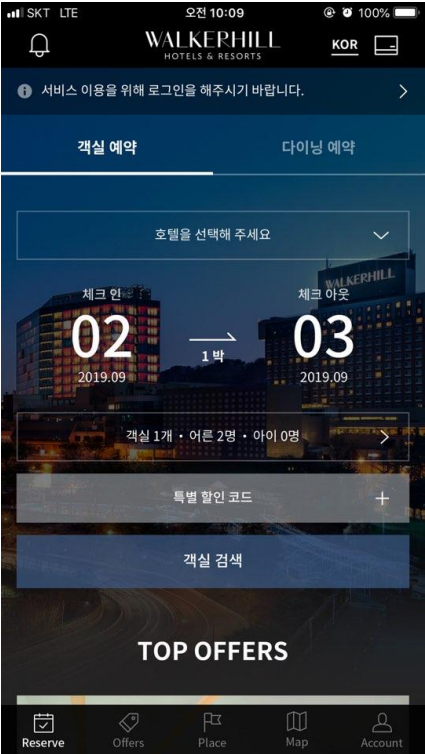 SKT LTE 오전 10:09 100%
WALKERHILL
HOTELS & RESORTS
KOR
서비스 이용을 위해 로그인을 해주시기 바랍니다.
객실 예약 다이닝 예약
호텔을 선택해 주세요
WALKERHILL
체크 인 체크 아웃
02 03
1 박
2019.09 2019.09
객실 1개 • 어른 2명 • 아이 0명
특별 할인 코드 +
객실 검색
TOP OFFERS
Reserve Offers Place Map Account